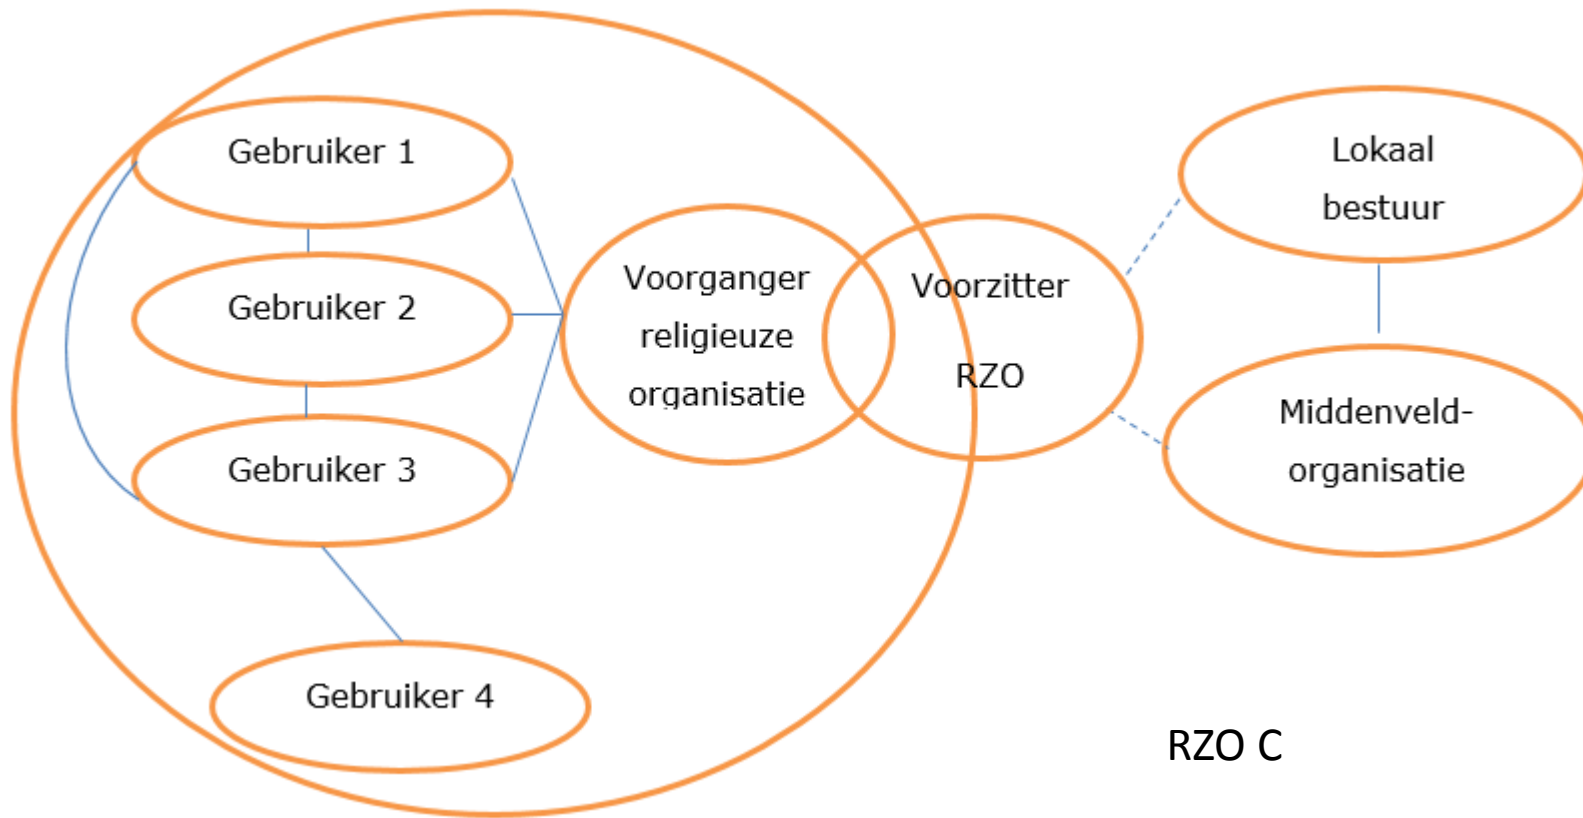 Gebruiker 1
Gebruiker 2
Gebruiker 3
Gebruiker 4
Voorganger
religieuze
organisatie
Voorzitter
RZO
Lokaal
bestuur
Middenveld-
organisatie
RZO C